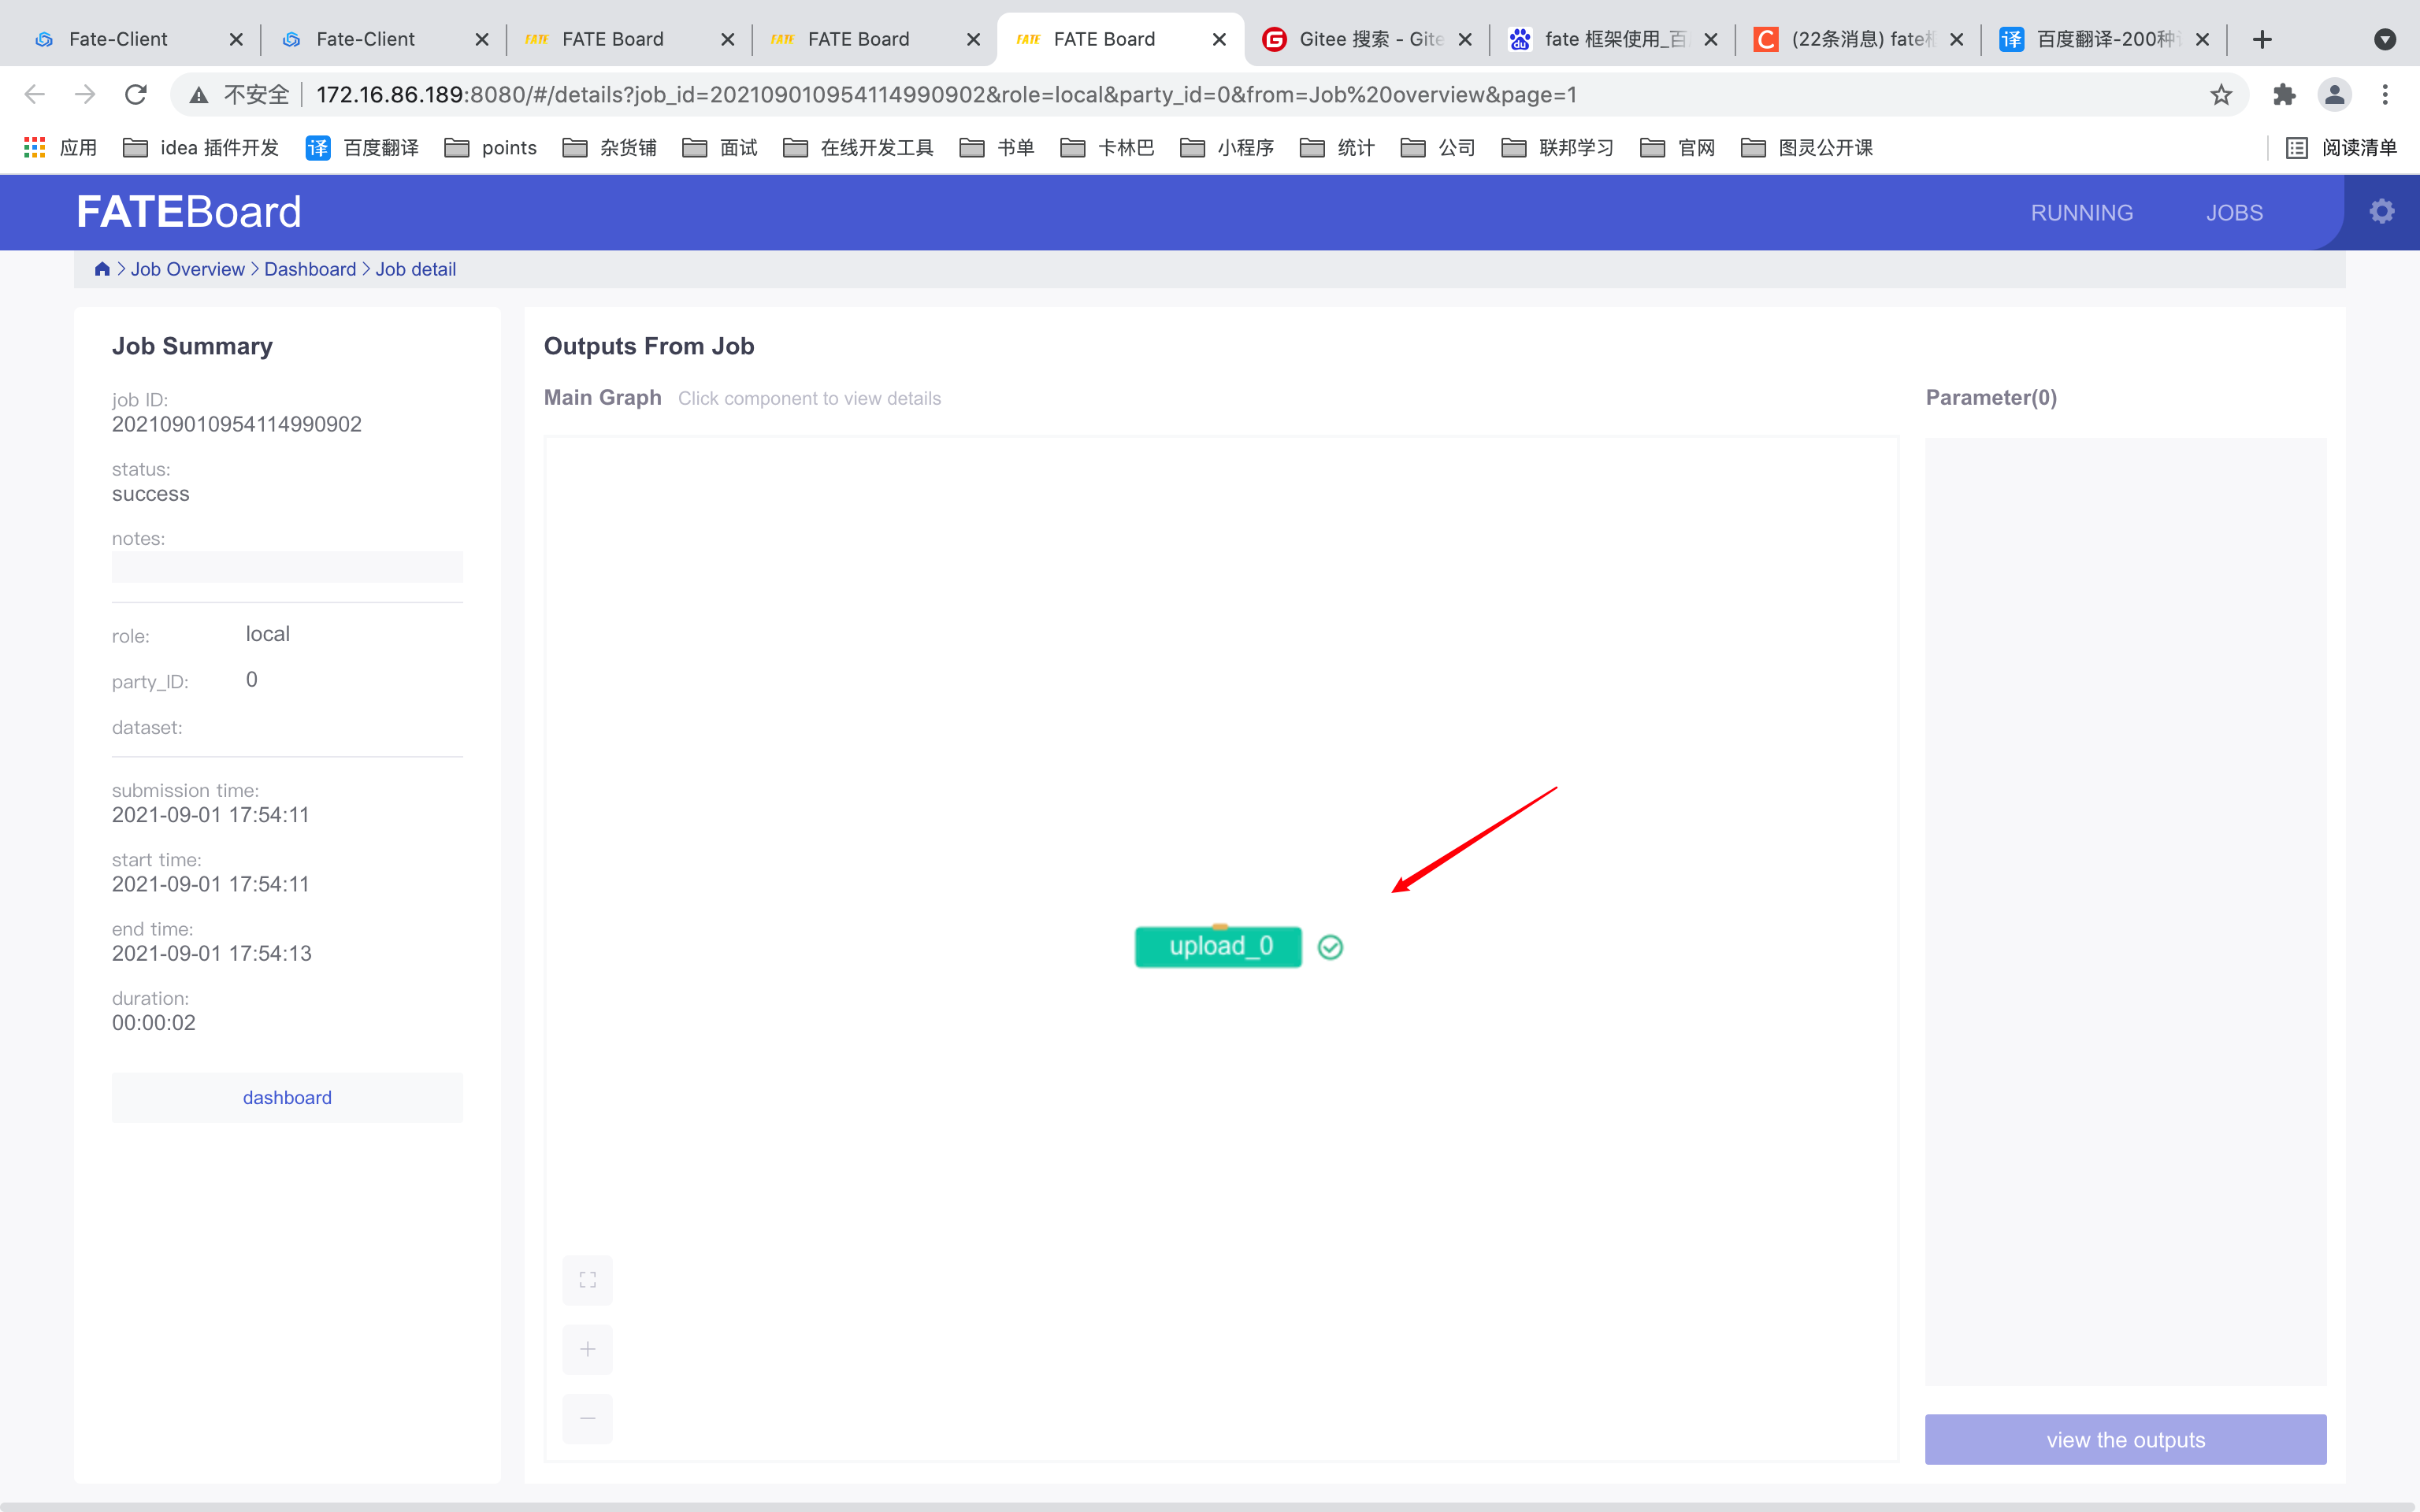 Fate-Client
Fate-Client
FATE FATE Board
FATE FATE Board
FATE FATE Board
Gitee 搜索 - Gite
fate 框架使用_百
(22条消息) fate
百度翻译-200种
不安全 172.16.86.189:8080/#/details?job_id=202109010954114990902&role=local&party_id=0&from=Job%20overview&page=1
应用 idea 插件开发 译 百度翻译 points 杂货铺 面试 在线开发工具 书单 卡林巴 小程序 统计 公司 联邦学习 官网 图灵公开课 阅读清单
FATEBoard RUNNING JOBS
Job Overview > Dashboard > Job detail
Job Summary
job ID:
202109010954114990902
status:
success
notes:
role: local
party_ID: 0
dataset:
submission time:
2021-09-01 17:54:11
start time:
2021-09-01 17:54:11
end time:
2021-09-01 17:54:13
duration:
00:00:02
dashboard
Outputs From Job
Main Graph Click component to view details
upload_0
Parameter(0)
view the outputs